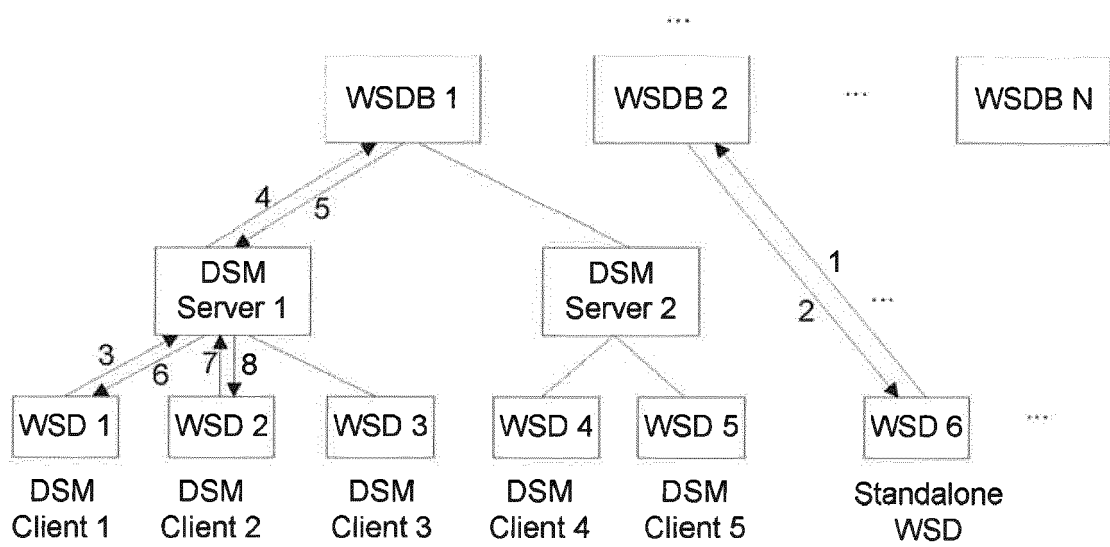 ...
WSDB 1
WSDB 2
...
WSDB N
4
5
DSM
Server 1
DSM
Server 2
1
2
...
3
6
7
8
WSD 1
WSD 2
WSD 3
WSD 4
WSD 5
WSD 6
...
DSM
Client 1
DSM
Client 2
DSM
Client 3
DSM
Client 4
DSM
Client 5
Standalone
WSD